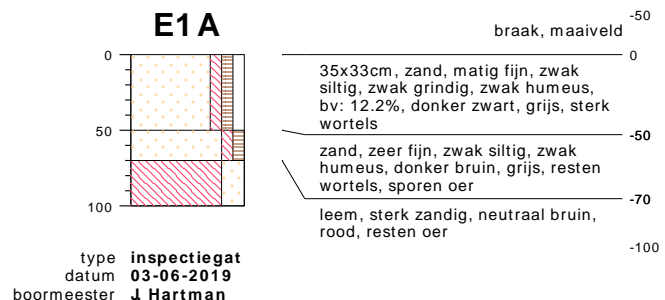 E1 A
-50
braak, maaiveld
0
0
35x33cm, zand, matig fijn, zwak
siltig, zwak grindig, zwak humeus,
bv: 12.2%, donker zwart, grijs, sterk
wortels
50
-50
zand, zeer fijn, zwak siltig, zwak
humeus, donker bruin, grijs, resten
wortels, sporen oer
-70
leem, sterk zandig, neutraal bruin,
rood, resten oer
100
-100
type inspectiegat
datum 03-06-2019
boormeester J. Hartman